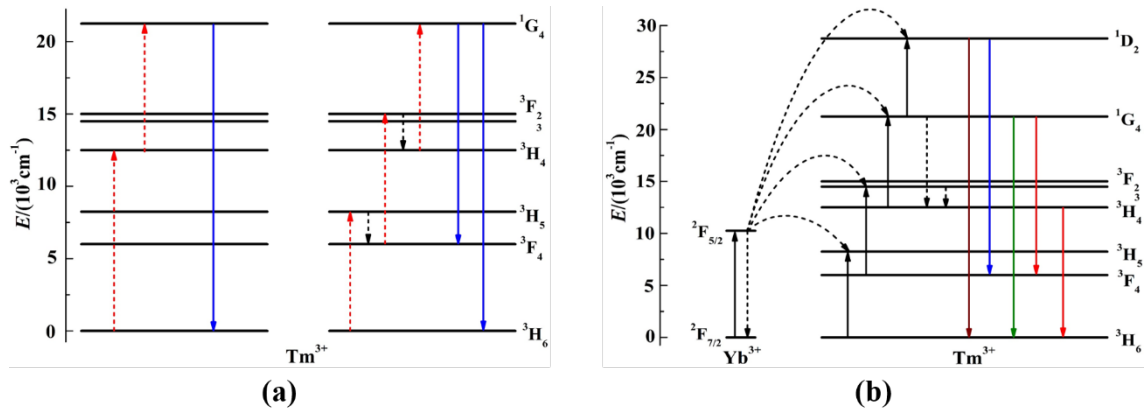 E/(10³cm⁻¹)
20
15
10
5
0
¹G₄
³F₂
₃
³H₄
³H₅
³F₄
³H₆
Tm³⁺
(a)
E/(10³cm⁻¹)
30
25
20
15
10
5
0
²F₅/₂
²F₇/₂
Yb³⁺
¹D₂
¹G₄
³F₂
₃
³H₄
³H₅
³F₄
³H₆
Tm³⁺
(b)